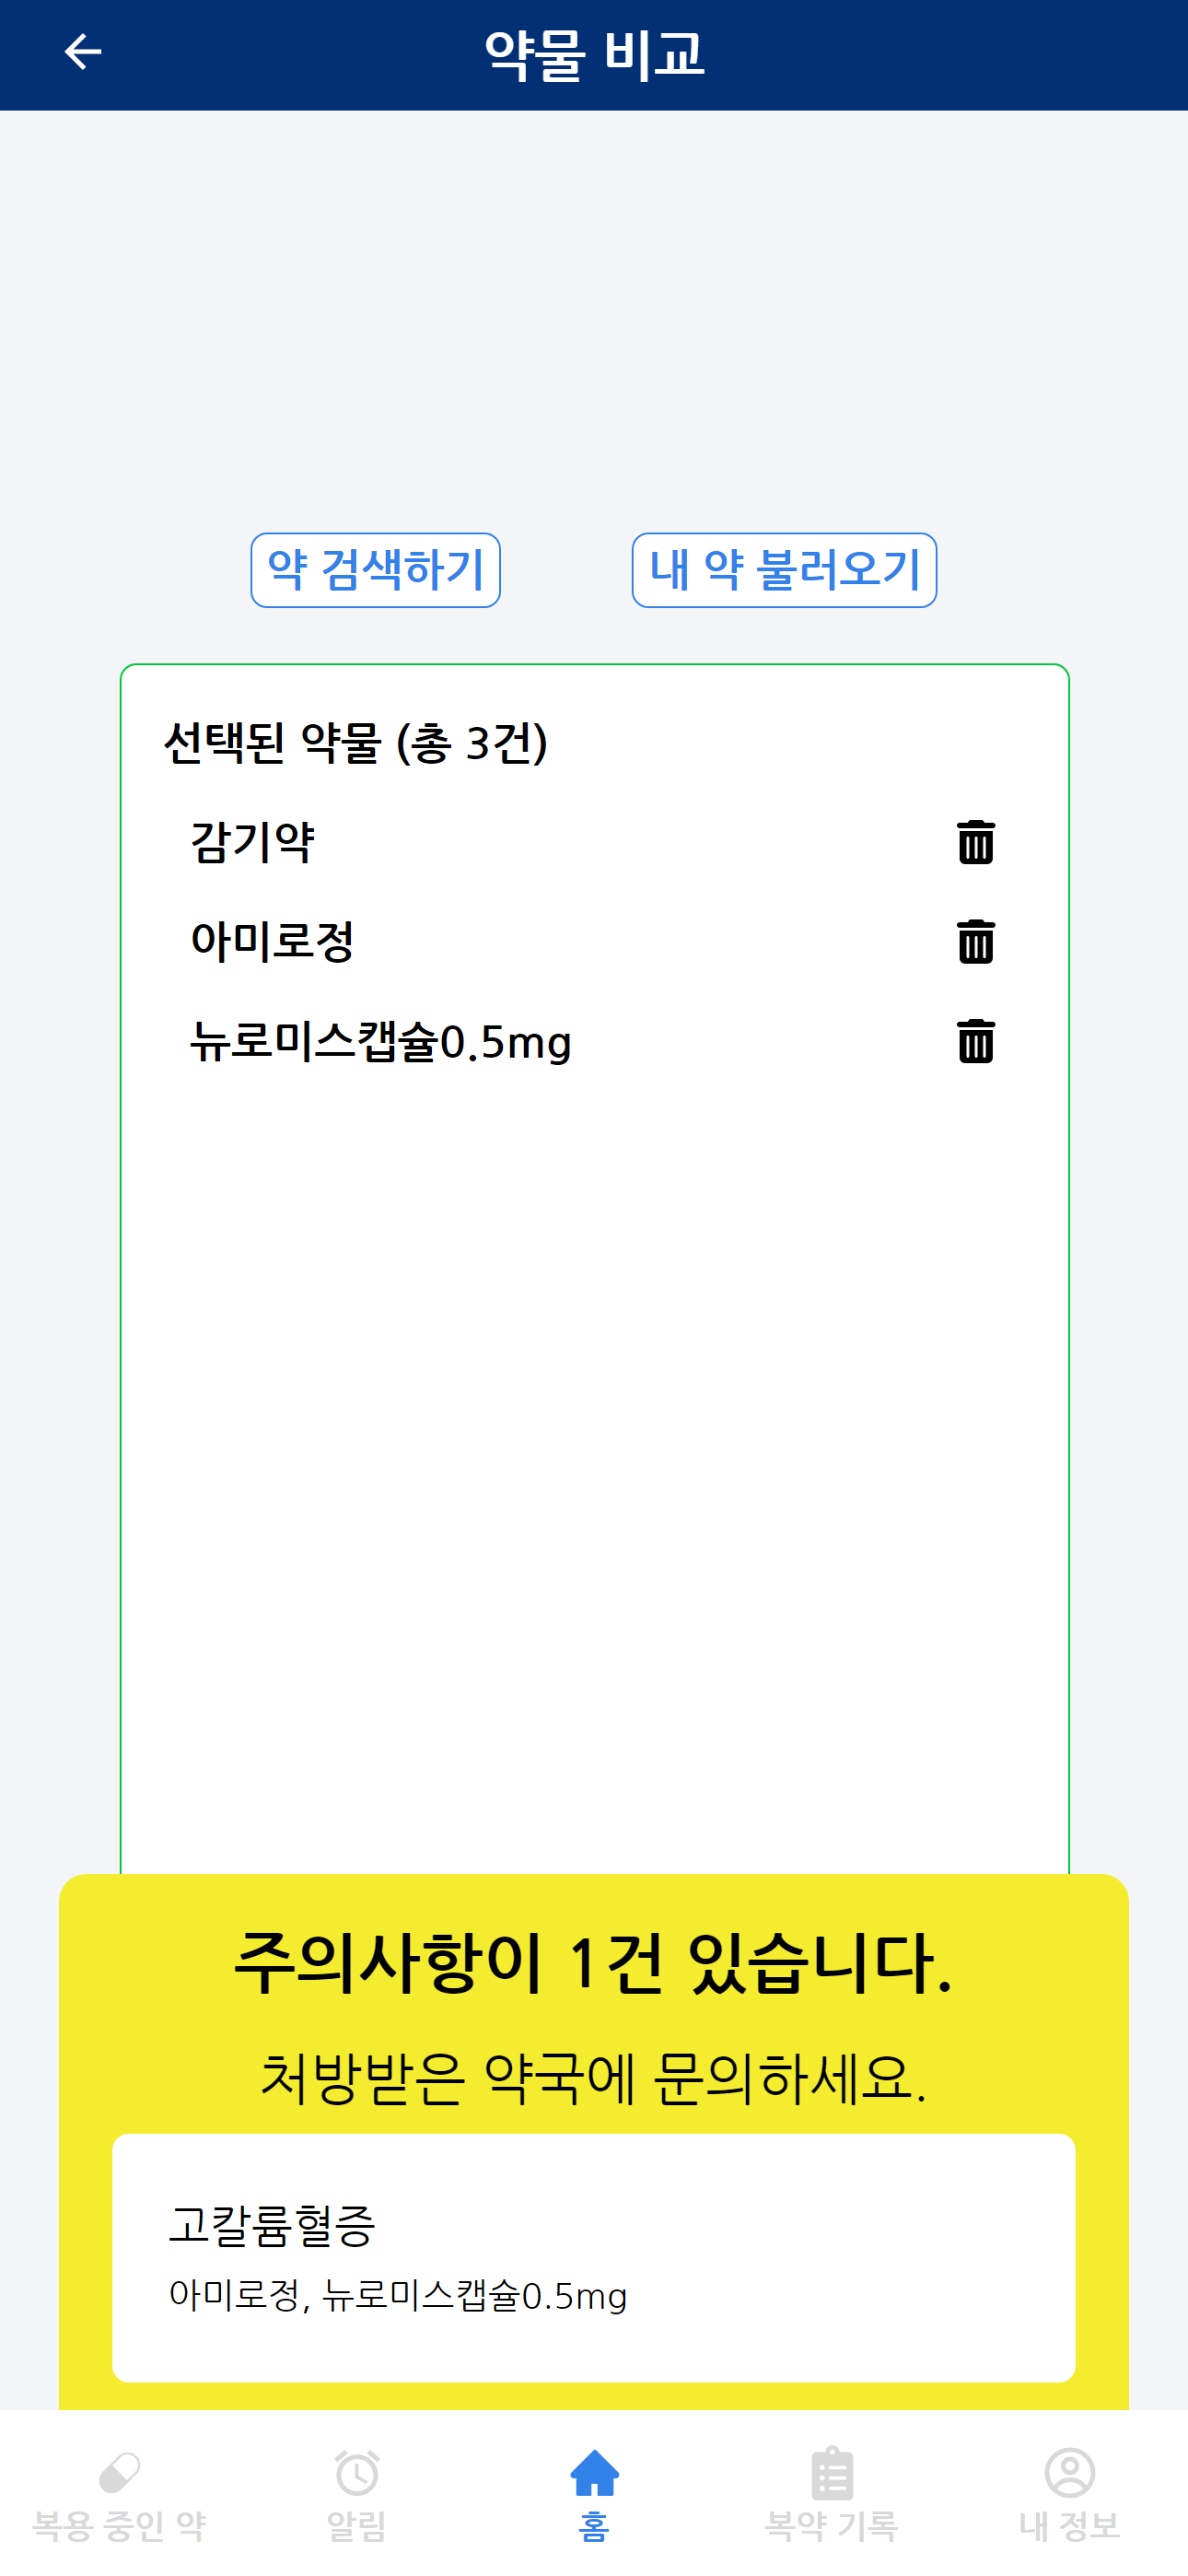 약물 비교
약 검색하기
내 약 불러오기
선택된 약물 (총 3건)
감기약
아미로정
뉴로미스캡슐0.5mg
주의사항이 1건 있습니다.
처방받은 약국에 문의하세요.
고칼륨혈증
아미로정, 뉴로미스캡슐0.5mg
복용 중인 약
알림
홈
복약 기록
내 정보